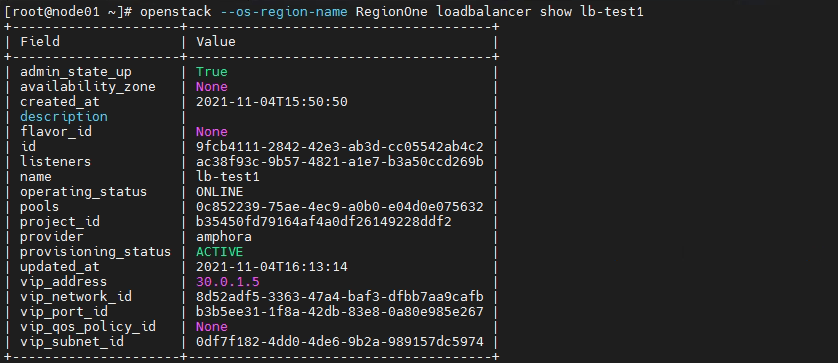 [root@node01 ~]# openstack --os-region-name RegionOne loadbalancer show lb-test1
+---------------------+--------------------------------------+
| Field               | Value                                |
+---------------------+--------------------------------------+
| admin_state_up      | True                                 |
| availability_zone   | None                                 |
| created_at          | 2021-11-04T15:50:50                  |
| description         |                                      |
| flavor_id           | None                                 |
| id                  | 9fcb4111-2842-42e3-ab3d-cc05542ab4c2 |
| listeners           | ac38f93c-9b57-4821-a1e7-b3a50ccd269b |
| name                | lb-test1                             |
| operating_status    | ONLINE                               |
| pools               | 0c852239-75ae-4ec9-a0b0-e04d0e075632 |
| project_id          | b35450fd79164af4a0df26149228ddf2     |
| provider            | amphora                              |
| provisioning_status | ACTIVE                               |
| updated_at          | 2021-11-04T16:13:14                  |
| vip_address         | 30.0.1.5                             |
| vip_network_id      | 8d52adf5-3363-47a4-baf3-dfbb7aa9cafb |
| vip_port_id         | b3b5ee31-1f8a-42db-83e8-0a80e985e267 |
| vip_qos_policy_id   | None                                 |
| vip_subnet_id       | 0df7f182-4dd0-4de6-9b2a-989157dc5974 |
+---------------------+--------------------------------------+